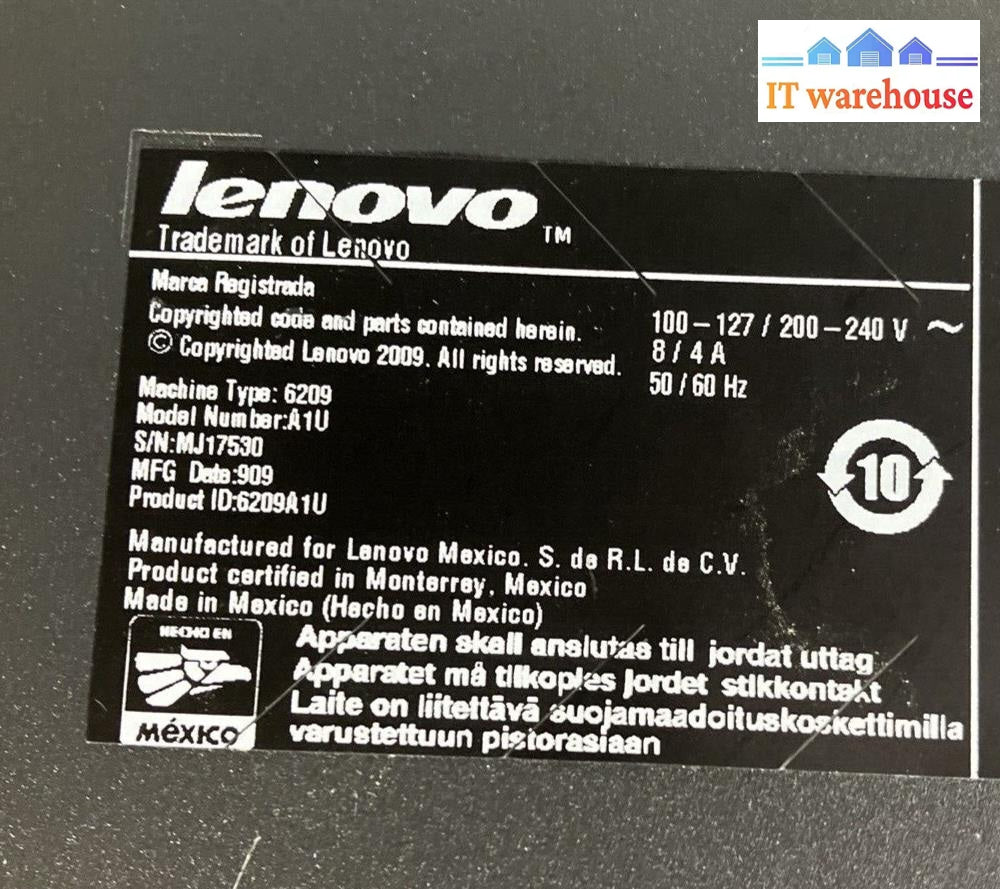 IT warehouse
lenovo™
Trademark of Lenovo
Marca Registrada
Copyrighted code and parts contained herein.
© Copyrighted Lenovo 2009. All rights reserved.
100–127 / 200–240 V ~
8 / 4 A
50 / 60 Hz
Machine Type: 6209
Model Number:A1U
S/N:MJ17530
MFG Date:909
Product ID:6209A1U
10
Manufactured for Lenovo Mexico. S. de R.L. de C.V.
Product certified in Monterrey, Mexico
Made in Mexico (Hecho en Mexico)
HECHO EN
MéxIco
Apparaten skall anslutas till jordat uttag
Apparatet må tilkoples jordet stikkontakt
Laite on liitettävä suojamaadoituskoskettimilla
varustettuun pistorasiaan